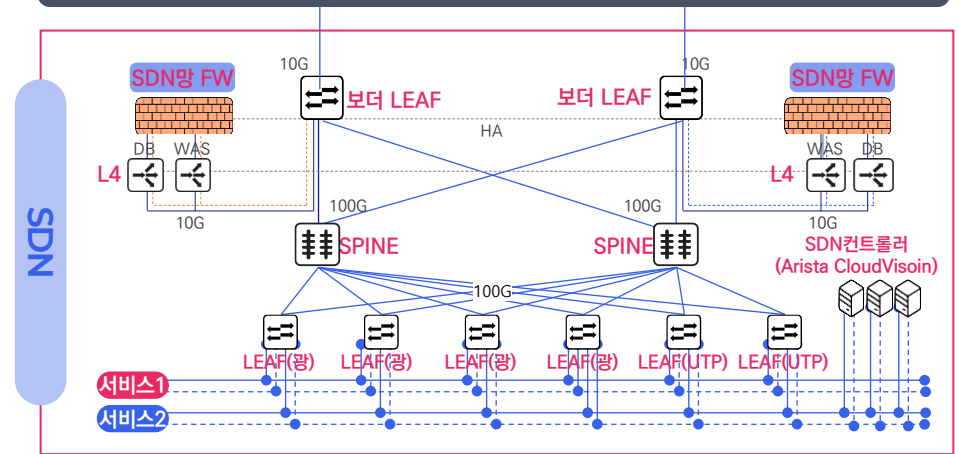 SDN
SDN망 FW
10G
보더 LEAF
보더 LEAF
10G
SDN망 FW
HA
DB
WAS
L4
10G
WAS
DB
L4
10G
100G
SPINE
100G
SPINE
SDN컨트롤러
(Arista CloudVisoin)
100G
LEAF(광)
LEAF(광)
LEAF(광)
LEAF(광)
LEAF(UTP)
LEAF(UTP)
서비스1
서비스2